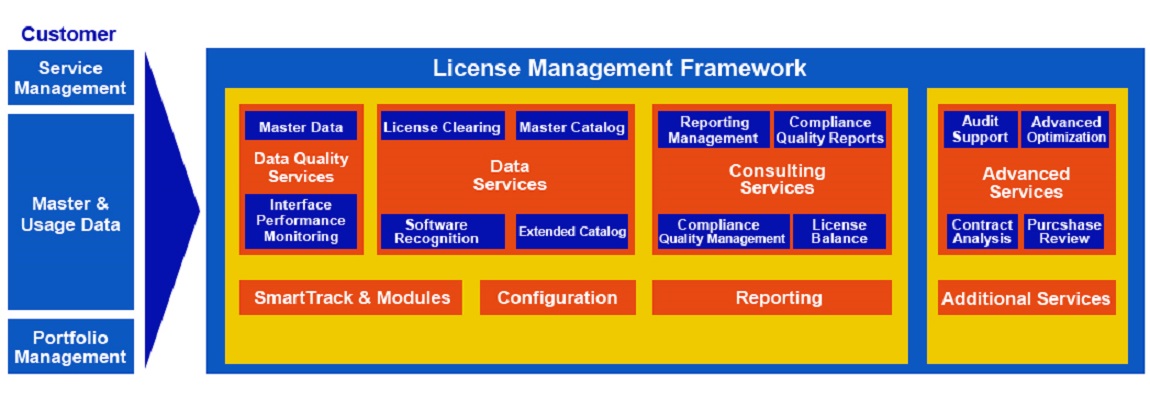 Customer
Service
Management
Master &
Usage Data
Portfolio
Management
License Management Framework
Master Data
Data Quality
Services
Interface
Performance
Monitoring
License Clearing
Master Catalog
Data
Services
Software
Recognition
Extended Catalog
Reporting
Management
Compliance
Quality Reports
Consulting
Services
Compliance
Quality Management
License
Balance
Audit
Support
Advanced
Optimization
Advanced
Services
Contract
Analysis
Purcshase
Review
SmartTrack & Modules
Configuration
Reporting
Additional Services